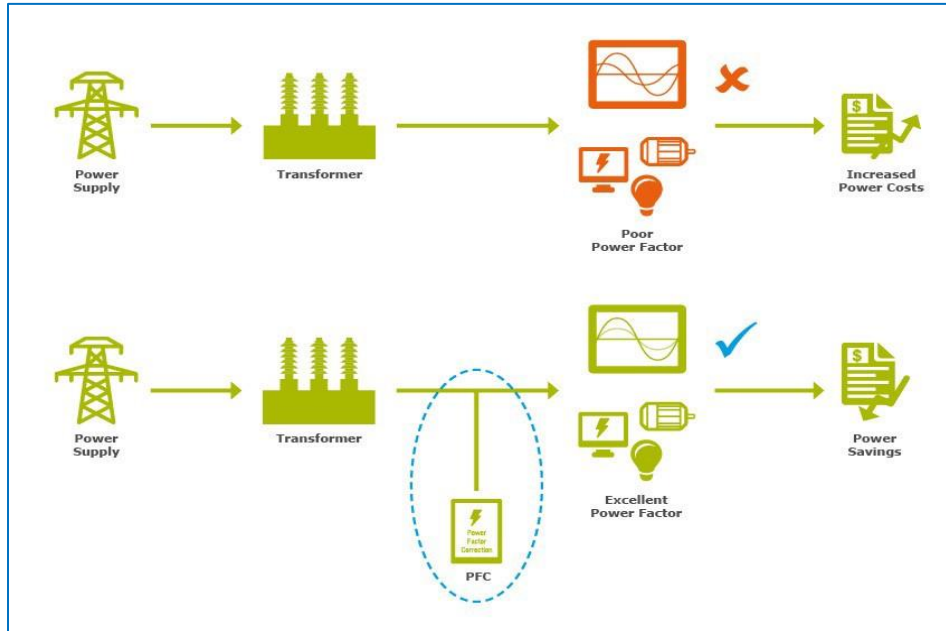 $
Power
Supply
Transformer
Poor
Power Factor
Increased
Power Costs
$
Power
Supply
Transformer
Power
Factor
Correction
PFC
Excellent
Power Factor
Power
Savings